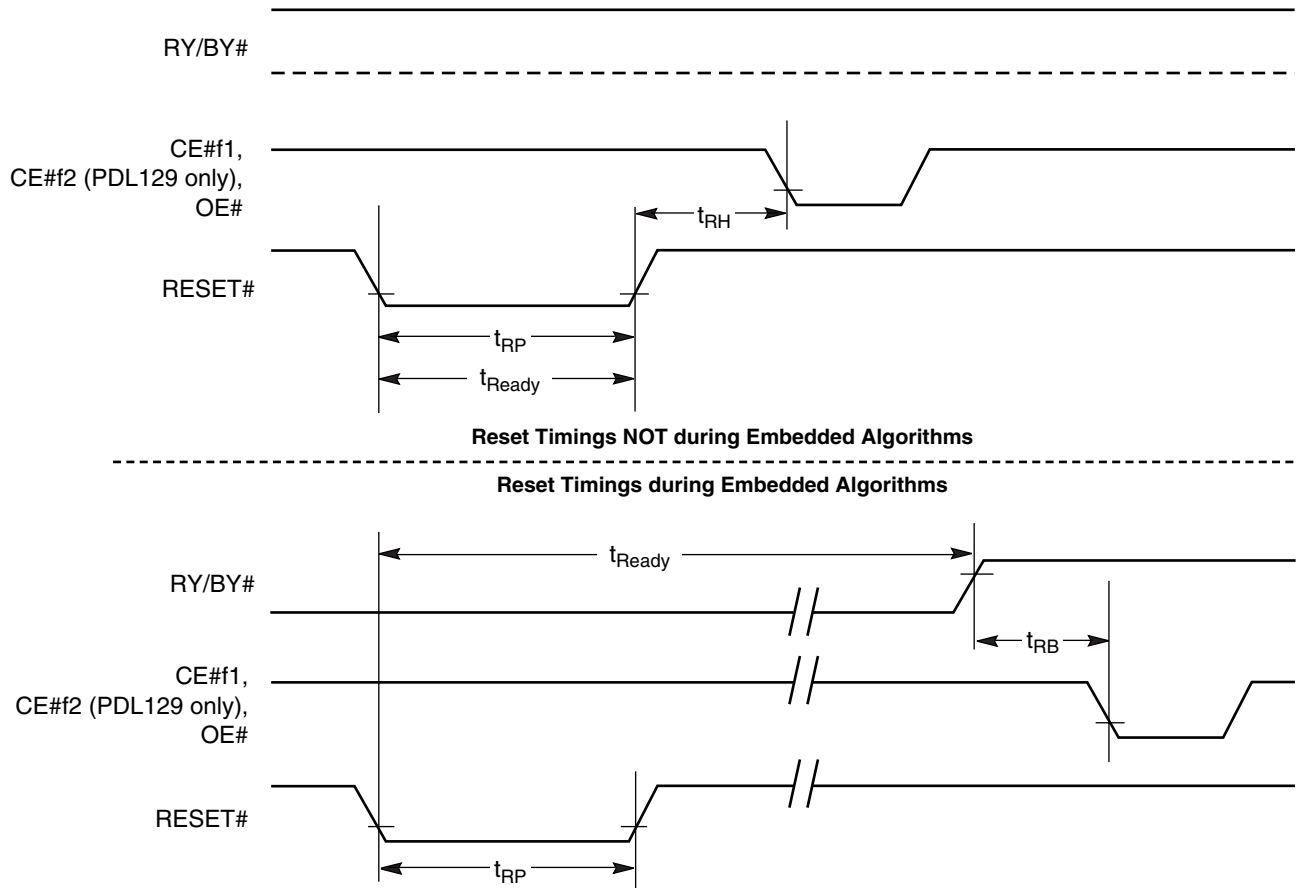 RY/BY#
CE#f1,
CE#f2 (PDL129 only),
OE#
tRH
RESET#
tRP
tReady
Reset Timings NOT during Embedded Algorithms
Reset Timings during Embedded Algorithms
tReady
RY/BY#
tRB
CE#f1,
CE#f2 (PDL129 only),
OE#
RESET#
tRP